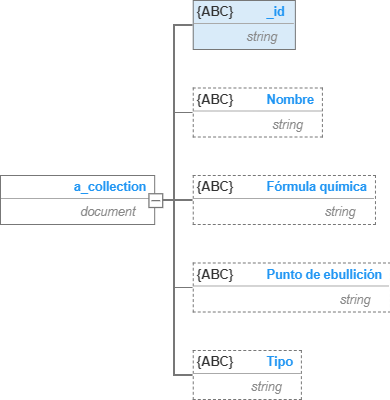 {ABC} _id
string
{ABC} Nombre
string
a_collection
document
{ABC} Fórmula química
string
{ABC} Punto de ebullición
string
{ABC} Tipo
string